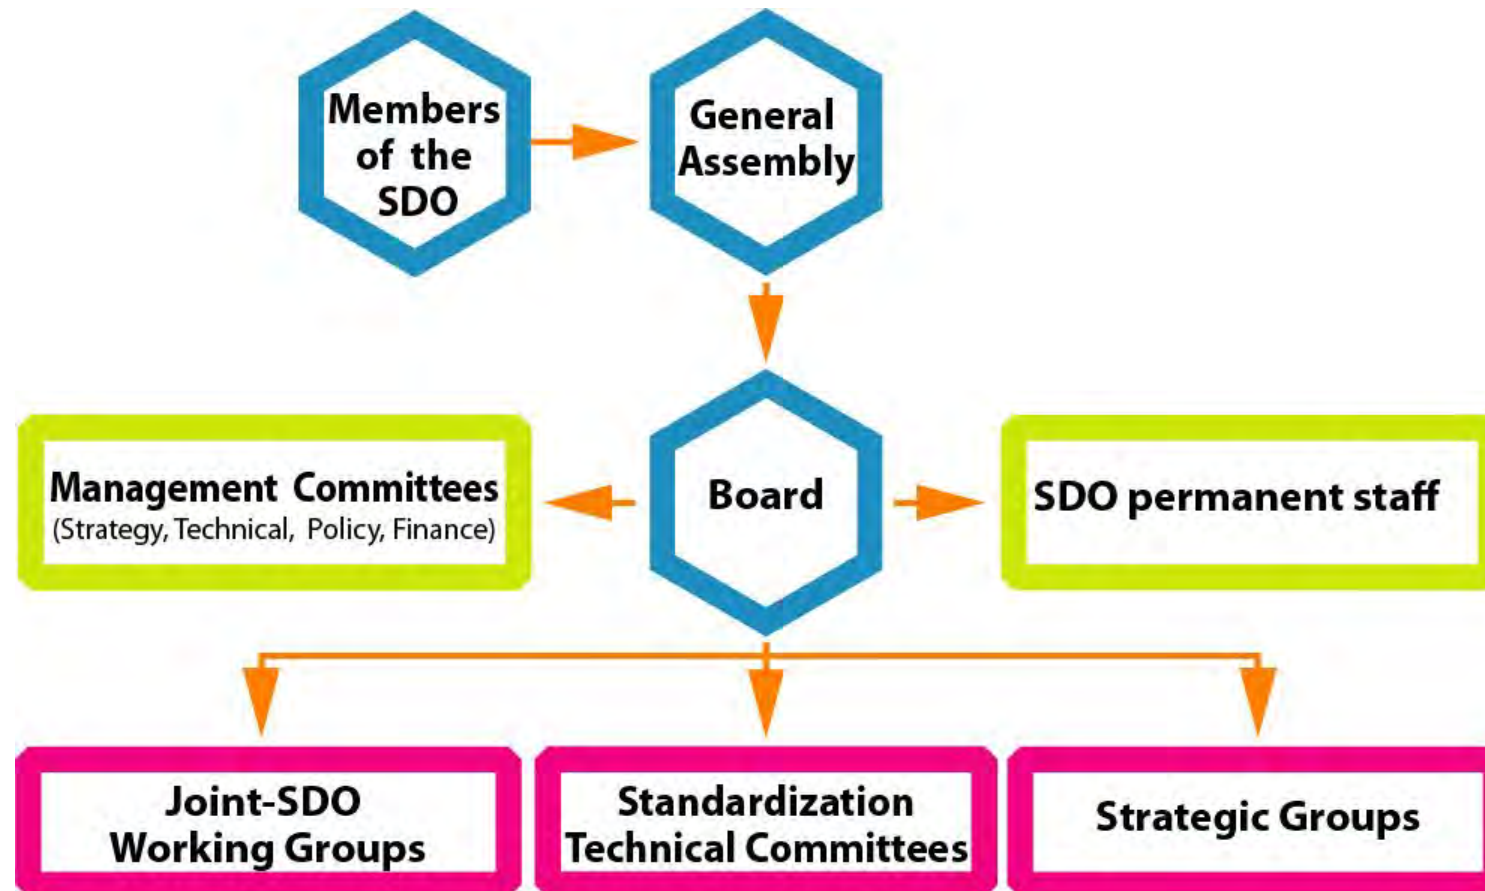 Members
of the
SDO
General
Assembly
Management Committees
(Strategy, Technical, Policy, Finance)
Board
SDO permanent staff
Joint-SDO
Working Groups
Standardization
Technical Committees
Strategic Groups